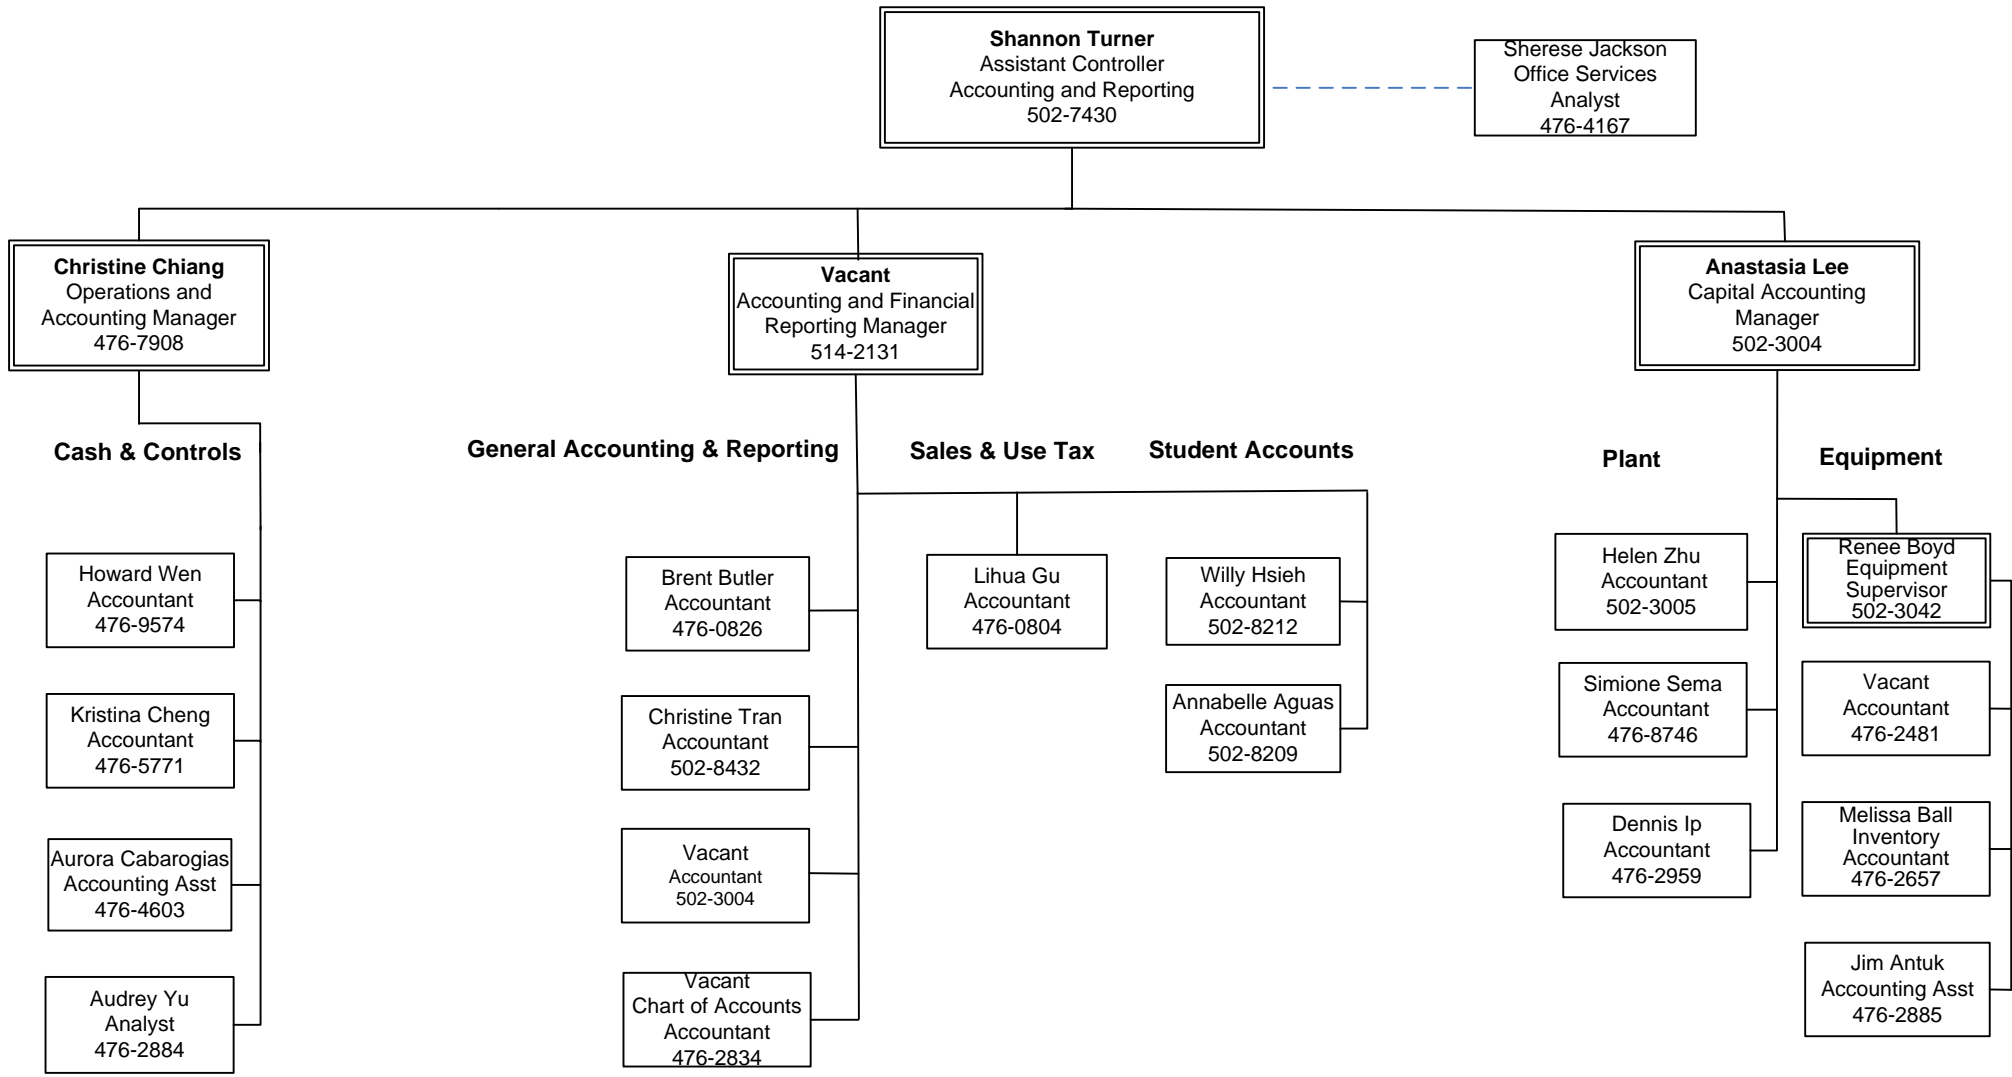 Shannon Turner
Assistant Controller
Accounting and Reporting
502-7430
Sherese Jackson
Office Services
Analyst
476-4167
Christine Chiang
Operations and
Accounting Manager
476-7908
Vacant
Accounting and Financial
Reporting Manager
514-2131
Anastasia Lee
Capital Accounting
Manager
502-3004
Cash & Controls
General Accounting & Reporting
Sales & Use Tax
Student Accounts
Plant
Equipment
Howard Wen
Accountant
476-9574
Kristina Cheng
Accountant
476-5771
Aurora Cabarogias
Accounting Asst
476-4603
Audrey Yu
Analyst
476-2884
Brent Butler
Accountant
476-0826
Christine Tran
Accountant
502-8432
Vacant
Accountant
502-3004
Vacant
Chart of Accounts
Accountant
476-2834
Lihua Gu
Accountant
476-0804
Willy Hsieh
Accountant
502-8212
Annabelle Aguas
Accountant
502-8209
Helen Zhu
Accountant
502-3005
Simione Sema
Accountant
476-8746
Dennis Ip
Accountant
476-2959
Renee Boyd
Equipment
Supervisor
502-3042
Vacant
Accountant
476-2481
Melissa Ball
Inventory
Accountant
476-2657
Jim Antuk
Accounting Asst
476-2885